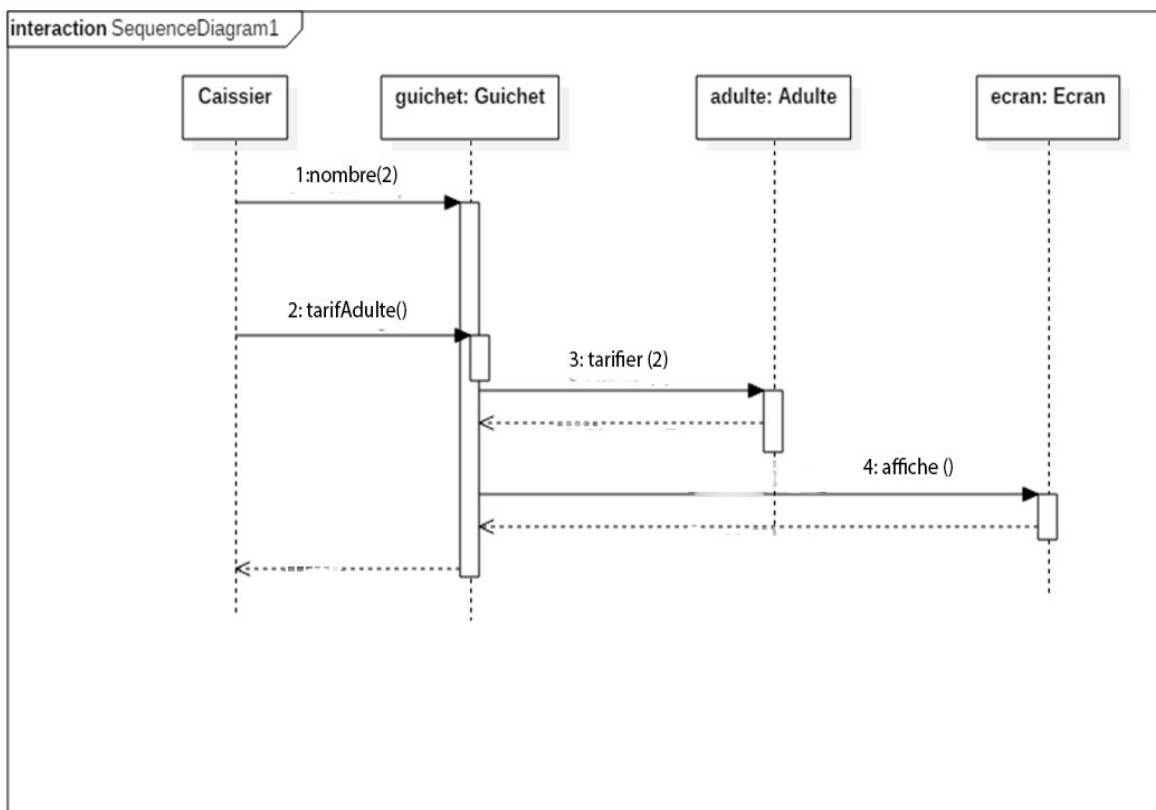 interaction SequenceDiagram1
Caissier
guichet: Guichet
adulte: Adulte
ecran: Ecran
1:nombre(2)
2: tarifAdulte()
3: tarifier (2)
4: affiche ()